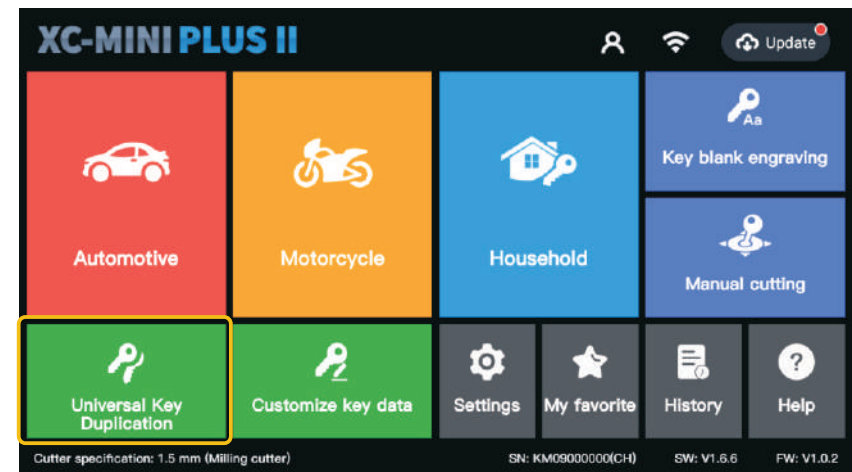 XC-MINI PLUS II
Update
Automotive
Motorcycle
Household
Aa
Key blank engraving
Manual cutting
Universal Key
Duplication
Customize key data
Settings
My favorite
History
?
Help
Cutter specification: 1.5 mm (Milling cutter)
SN: KM09000000(CH)
SW: V1.6.6
FW: V1.0.2